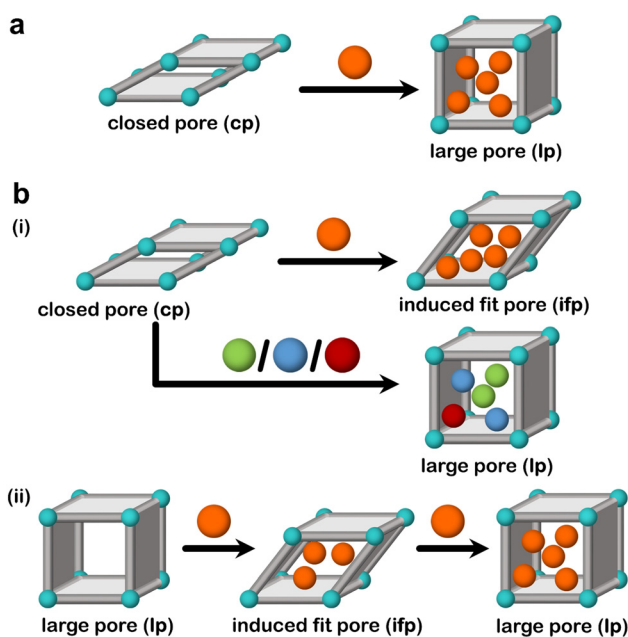 a
closed pore (cp)
large pore (lp)
b
(i)
closed pore (cp)
induced fit pore (ifp)
/ /
large pore (lp)
(ii)
large pore (lp)
induced fit pore (ifp)
large pore (lp)